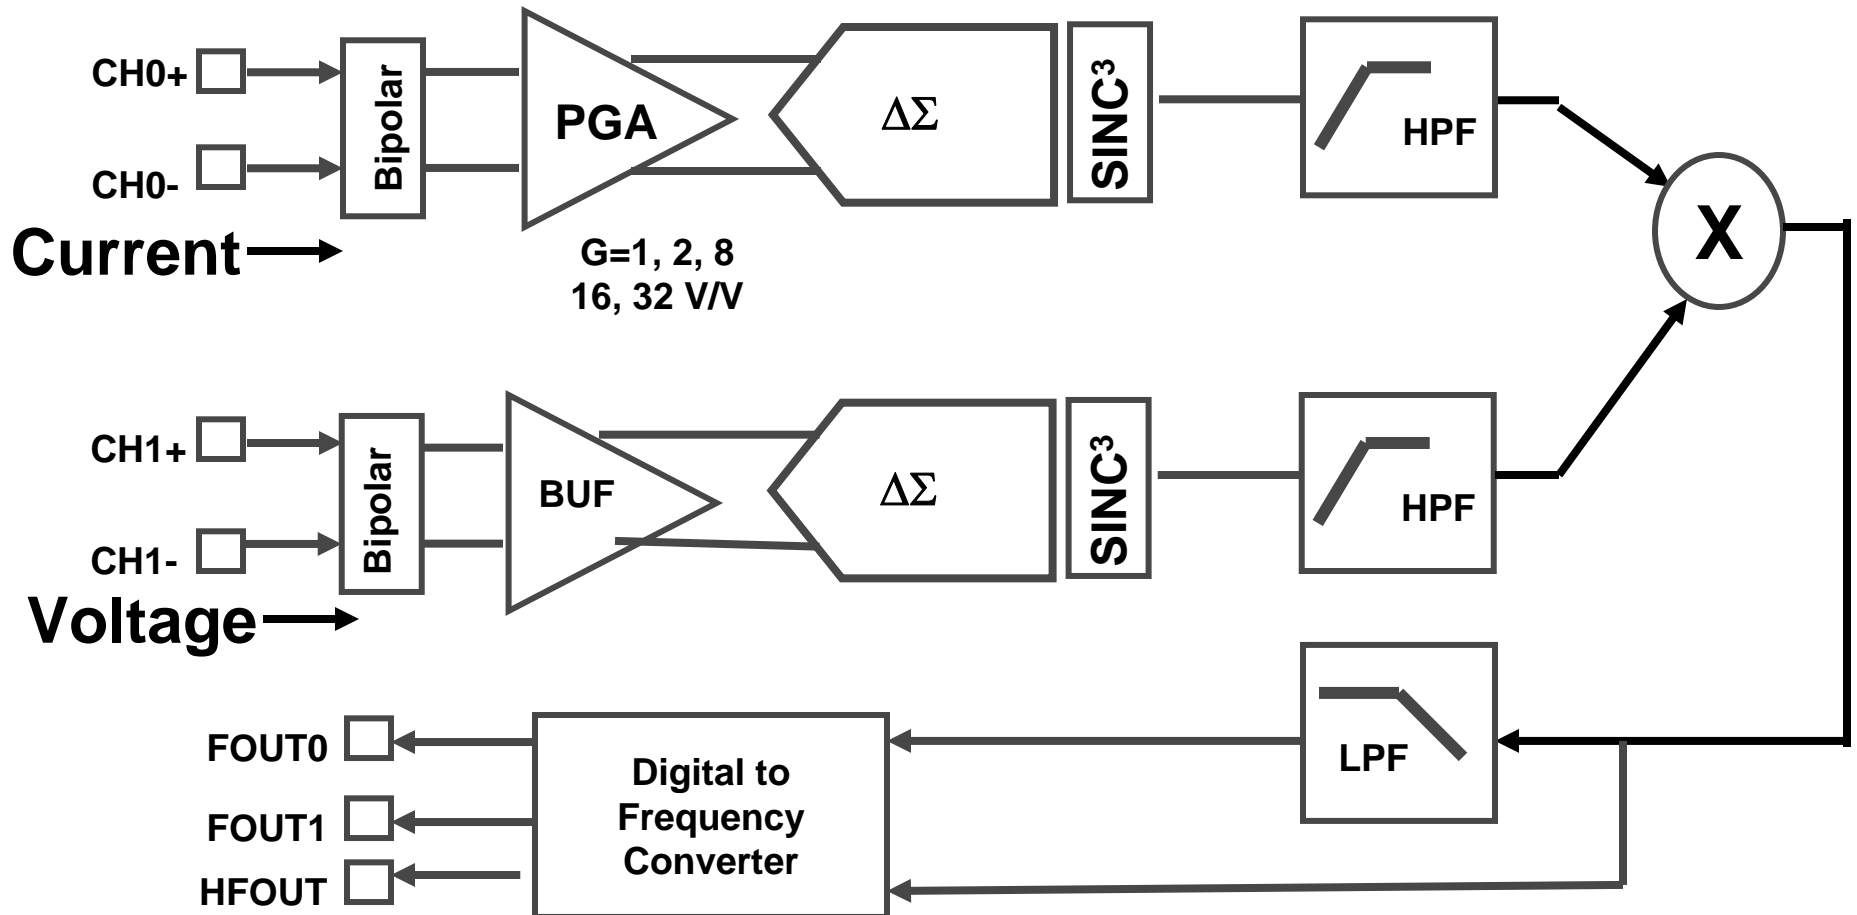 CH0+
Bipolar
PGA
ΔΣ
SINC³
HPF
CH0-
Current
G=1, 2, 8
16, 32 V/V
X
CH1+
Bipolar
BUF
ΔΣ
SINC³
HPF
CH1-
Voltage
FOUT0
FOUT1
HFOUT
Digital to
Frequency
Converter
LPF